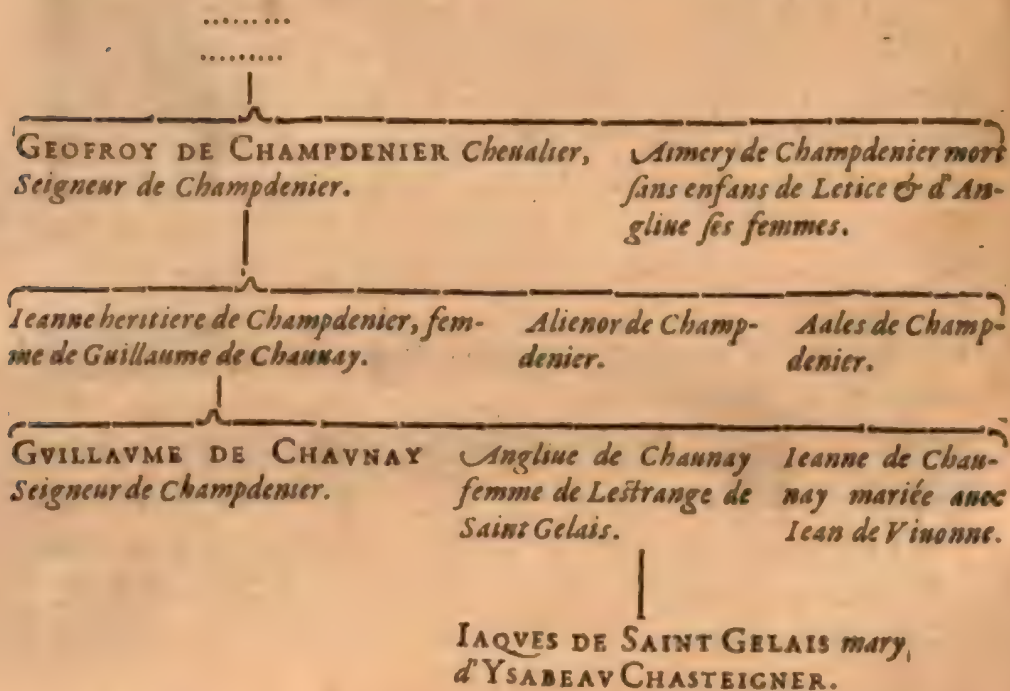 ..........
..........
GEOFROY DE CHAMPDENIER Cheualier,
Seigneur de Champdenier.
Aimery de Champdenier mort
ſans enfans de Letice & d'An-
gliue ſes femmes.
Ieanne heritiere de Champdenier, fem-
me de Guillaume de Chaunay.
Alienor de Champ-
denier.
Aales de Champ-
denier.
GVILLAVME DE CHAVNAY
Seigneur de Champdenier.
Angliue de Chaunay
femme de Leſtrange de
Saint Gelais.
Ieanne de Chau-
nay mariée auec
Iean de Viuonne.
IAQVES DE SAINT GELAIS mary,
d'YSABEAV CHASTEIGNER.